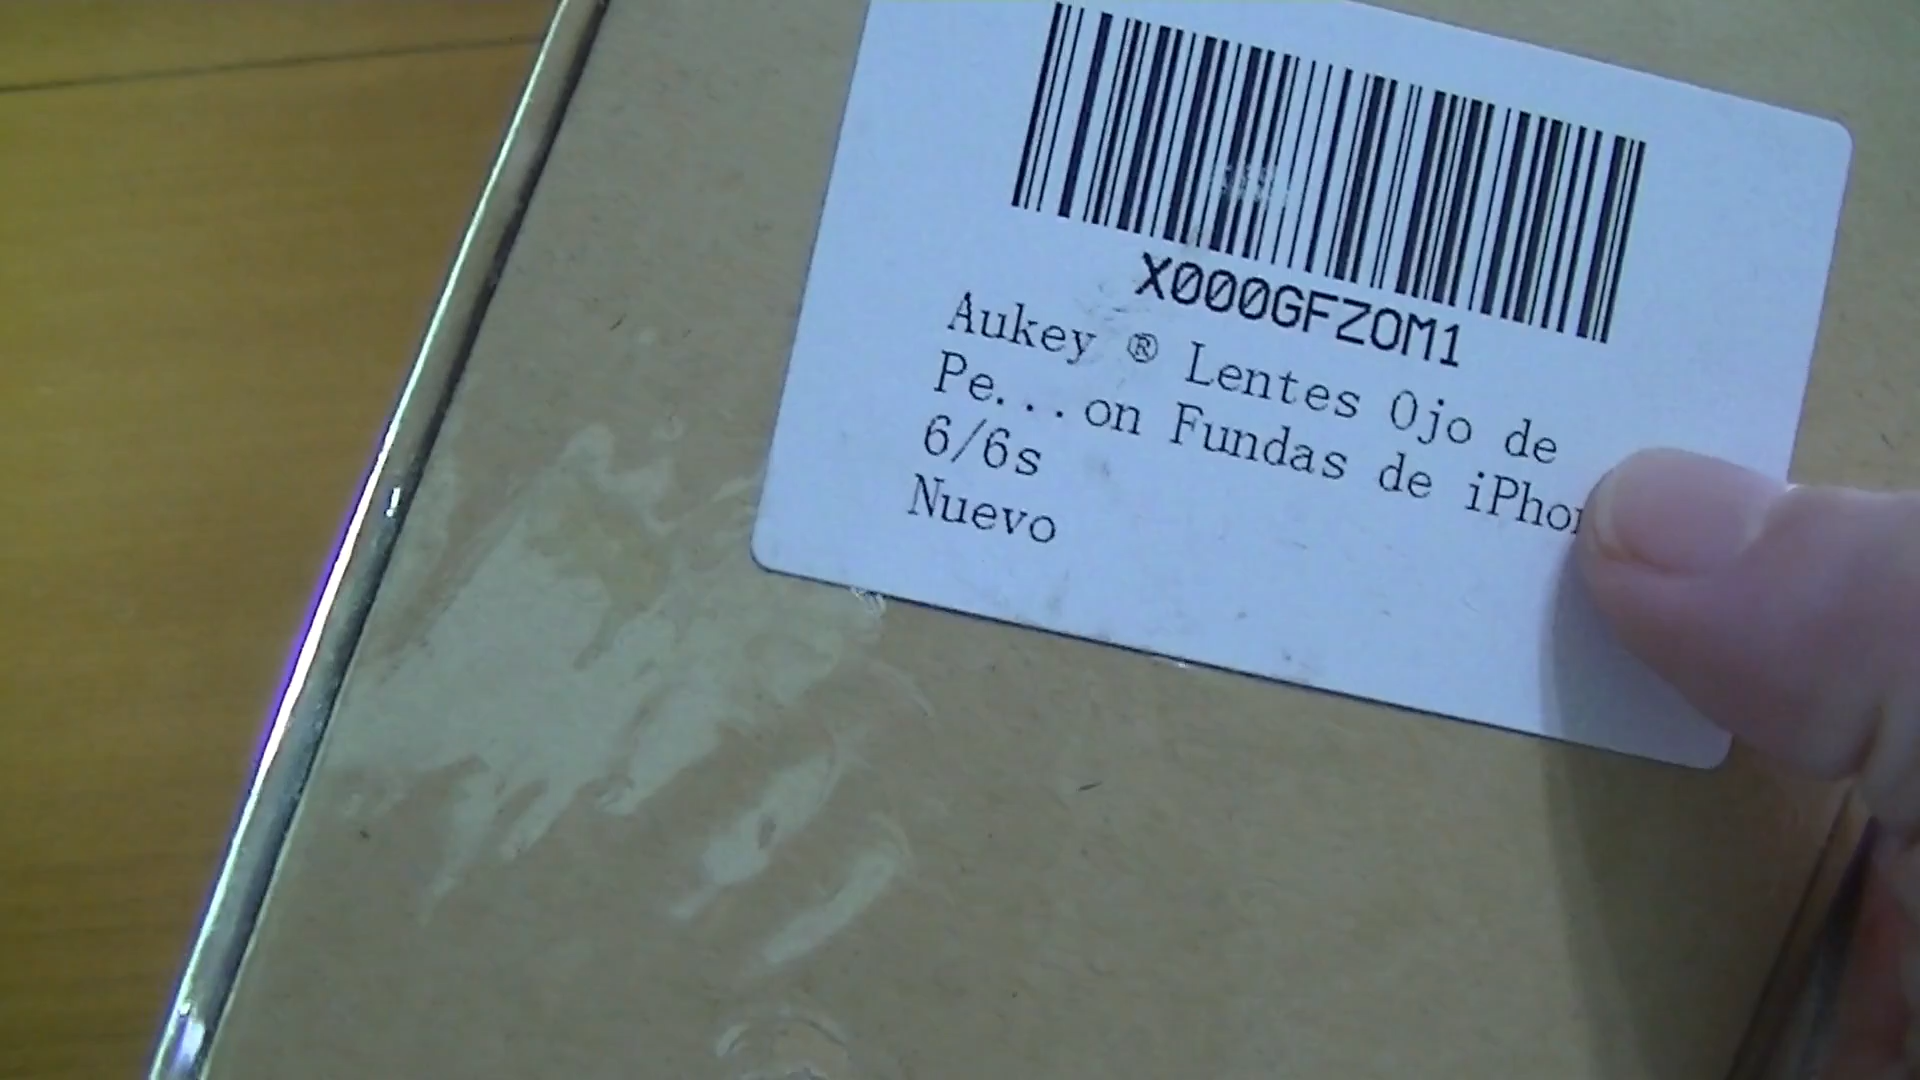 X000GFZOM1
Aukey ® Lentes Ojo de
Pe...on Fundas de iPhon
6/6s
Nuevo